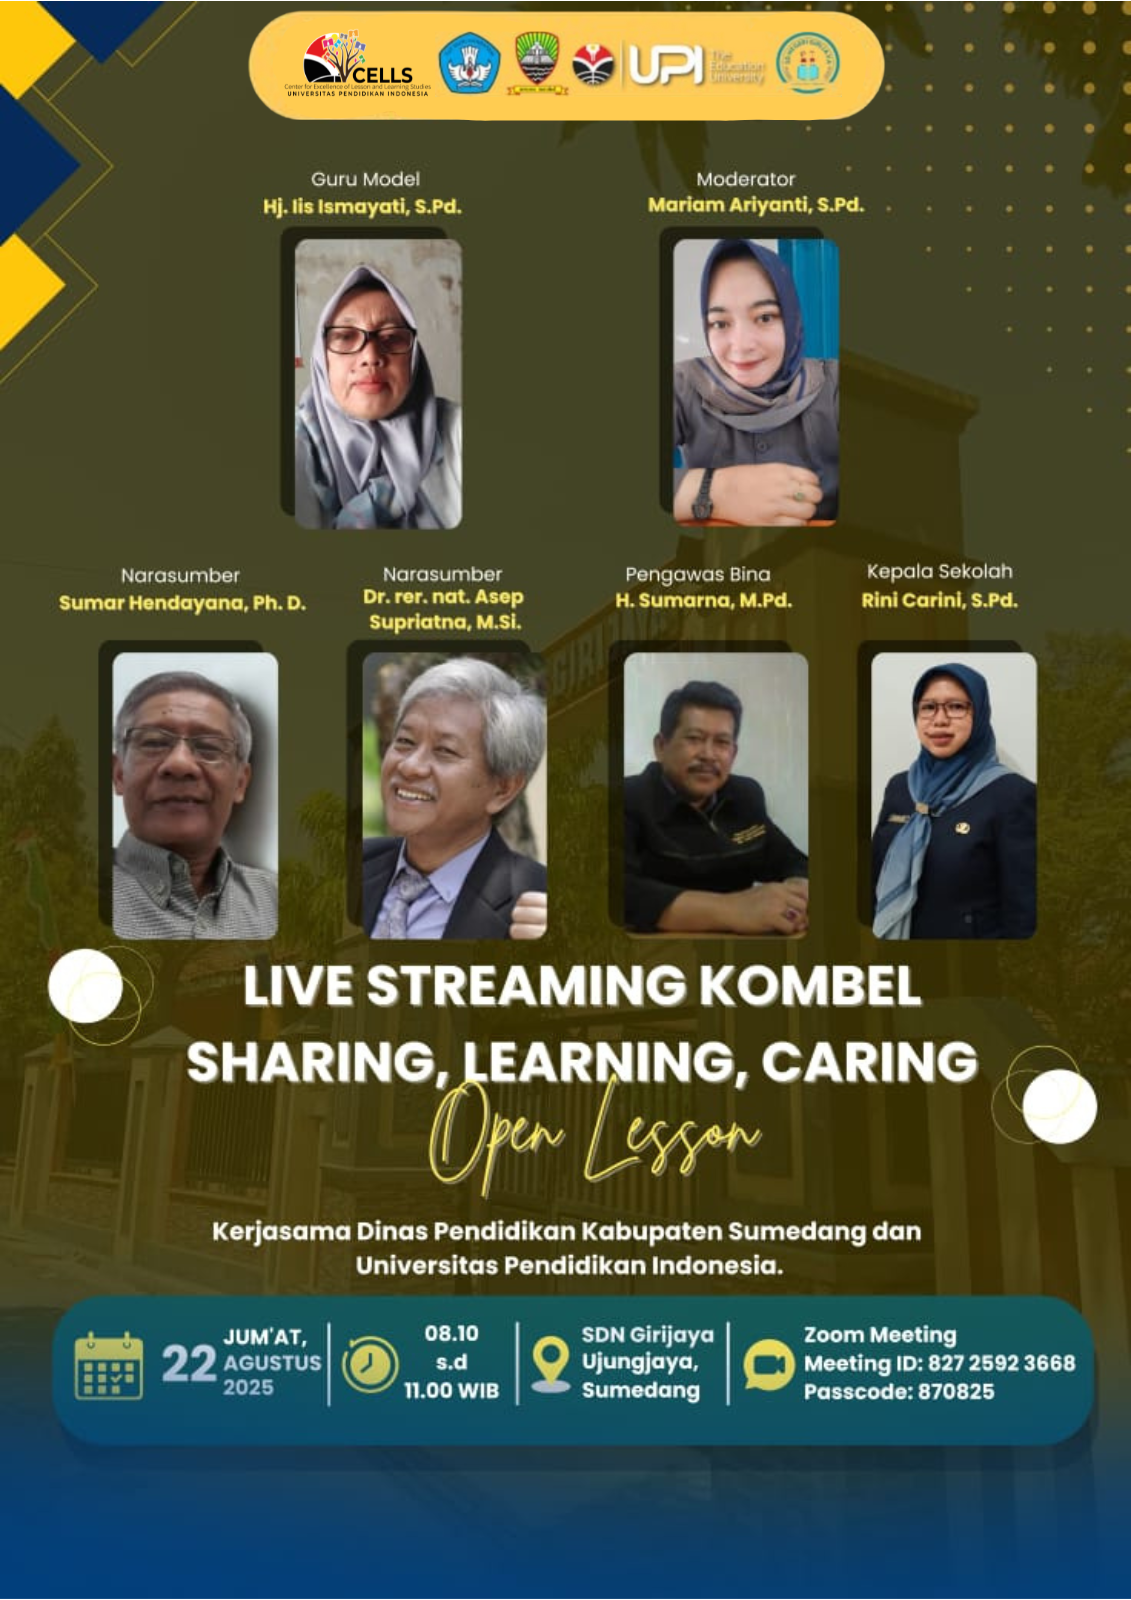 CELLS
Center for Excellence of Lesson and Learning Studies
UNIVERSITAS PENDIDIKAN INDONESIA
UPI
The
Education
University
Guru Model
Hj. Iis Ismayati, S.Pd.
Moderator
Mariam Ariyanti, S.Pd.
Narasumber
Sumar Hendayana, Ph. D.
Narasumber
Dr. rer. nat. Asep
Supriatna, M.Si.
Pengawas Bina
H. Sumarna, M.Pd.
Kepala Sekolah
Rini Carini, S.Pd.
LIVE STREAMING KOMBEL
SHARING, LEARNING, CARING
Open Lesson
Kerjasama Dinas Pendidikan Kabupaten Sumedang dan
Universitas Pendidikan Indonesia.
22
JUM'AT,
AGUSTUS
2025
08.10
s.d
11.00 WIB
SDN Girijaya
Ujungjaya,
Sumedang
Zoom Meeting
Meeting ID: 827 2592 3668
Passcode: 870825